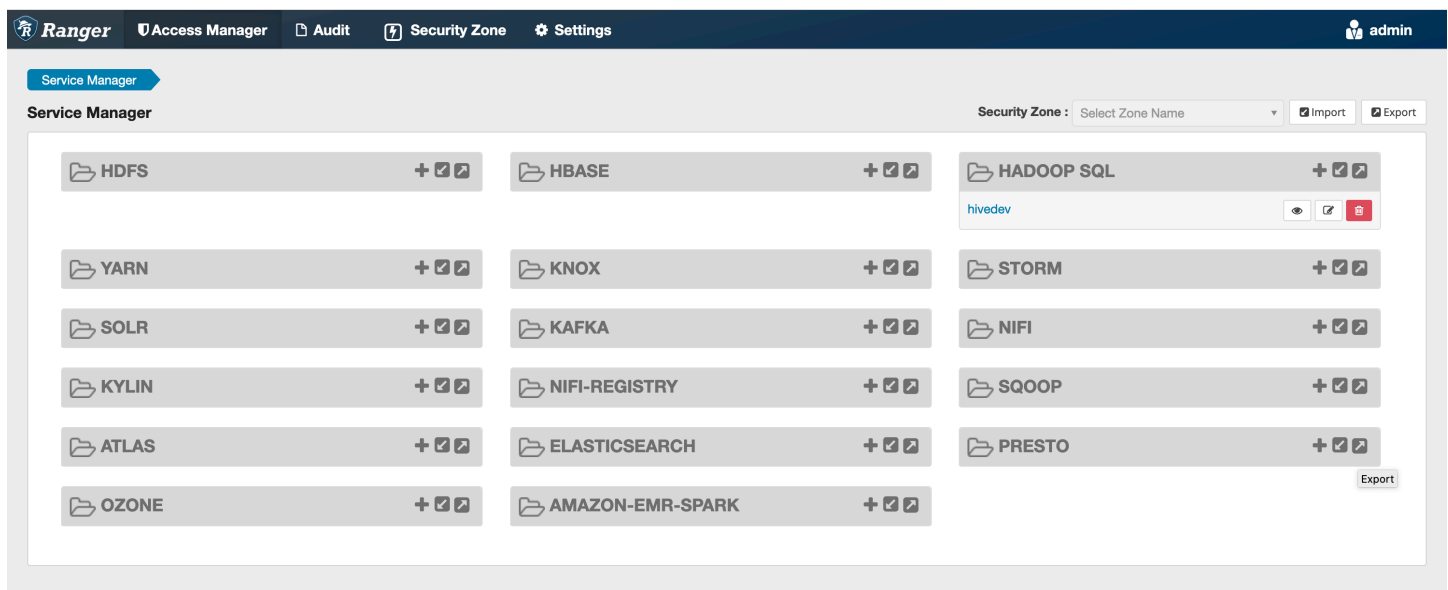 Ranger Access Manager Audit Security Zone Settings admin
Service Manager
Service Manager Security Zone : Select Zone Name Import Export
HDFS HBASE HADOOP SQL
hivedev
YARN KNOX STORM
SOLR KAFKA NIFI
KYLIN NIFI-REGISTRY SQOOP
ATLAS ELASTICSEARCH PRESTO
Export
OZONE AMAZON-EMR-SPARK